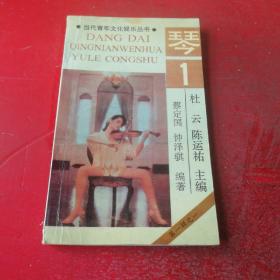 ●当代青年文化娱乐丛书●
DANG DAI
QINGNIANWENHUA
YULE CONGSHU
琴
1
杜云 陈运祐 主编
蔡定国 钟泽骐 编著